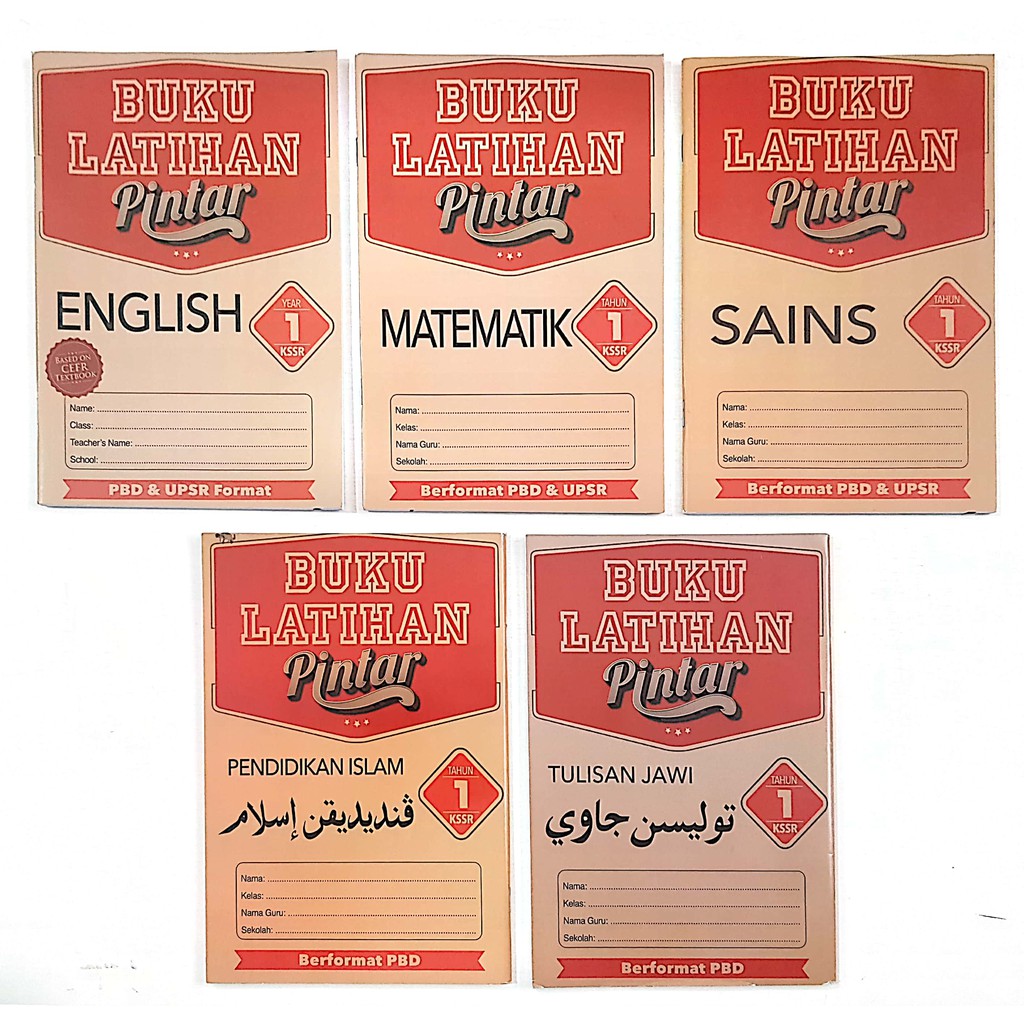 BUKU
LATIHAN
Pintar
ENGLISH
YEAR
1
KSSR
BASED ON
CEFR
TEXTBOOK
Name:
Class:
Teacher's Name:
School:
PBD & UPSR Format
BUKU
LATIHAN
Pintar
MATEMATIK
TAHUN
1
KSSR
Nama:
Kelas:
Nama Guru:
Sekolah:
Berformat PBD & UPSR
BUKU
LATIHAN
Pintar
SAINS
TAHUN
1
KSSR
Nama:
Kelas:
Nama Guru:
Sekolah:
Berformat PBD & UPSR
BUKU
LATIHAN
Pintar
PENDIDIKAN ISLAM
ڤنديديقن إسلام
TAHUN
1
KSSR
Nama:
Kelas:
Nama Guru:
Sekolah:
Berformat PBD
BUKU
LATIHAN
Pintar
TULISAN JAWI
توليسن جاوي
TAHUN
1
KSSR
Nama:
Kelas:
Nama Guru:
Sekolah:
Berformat PBD